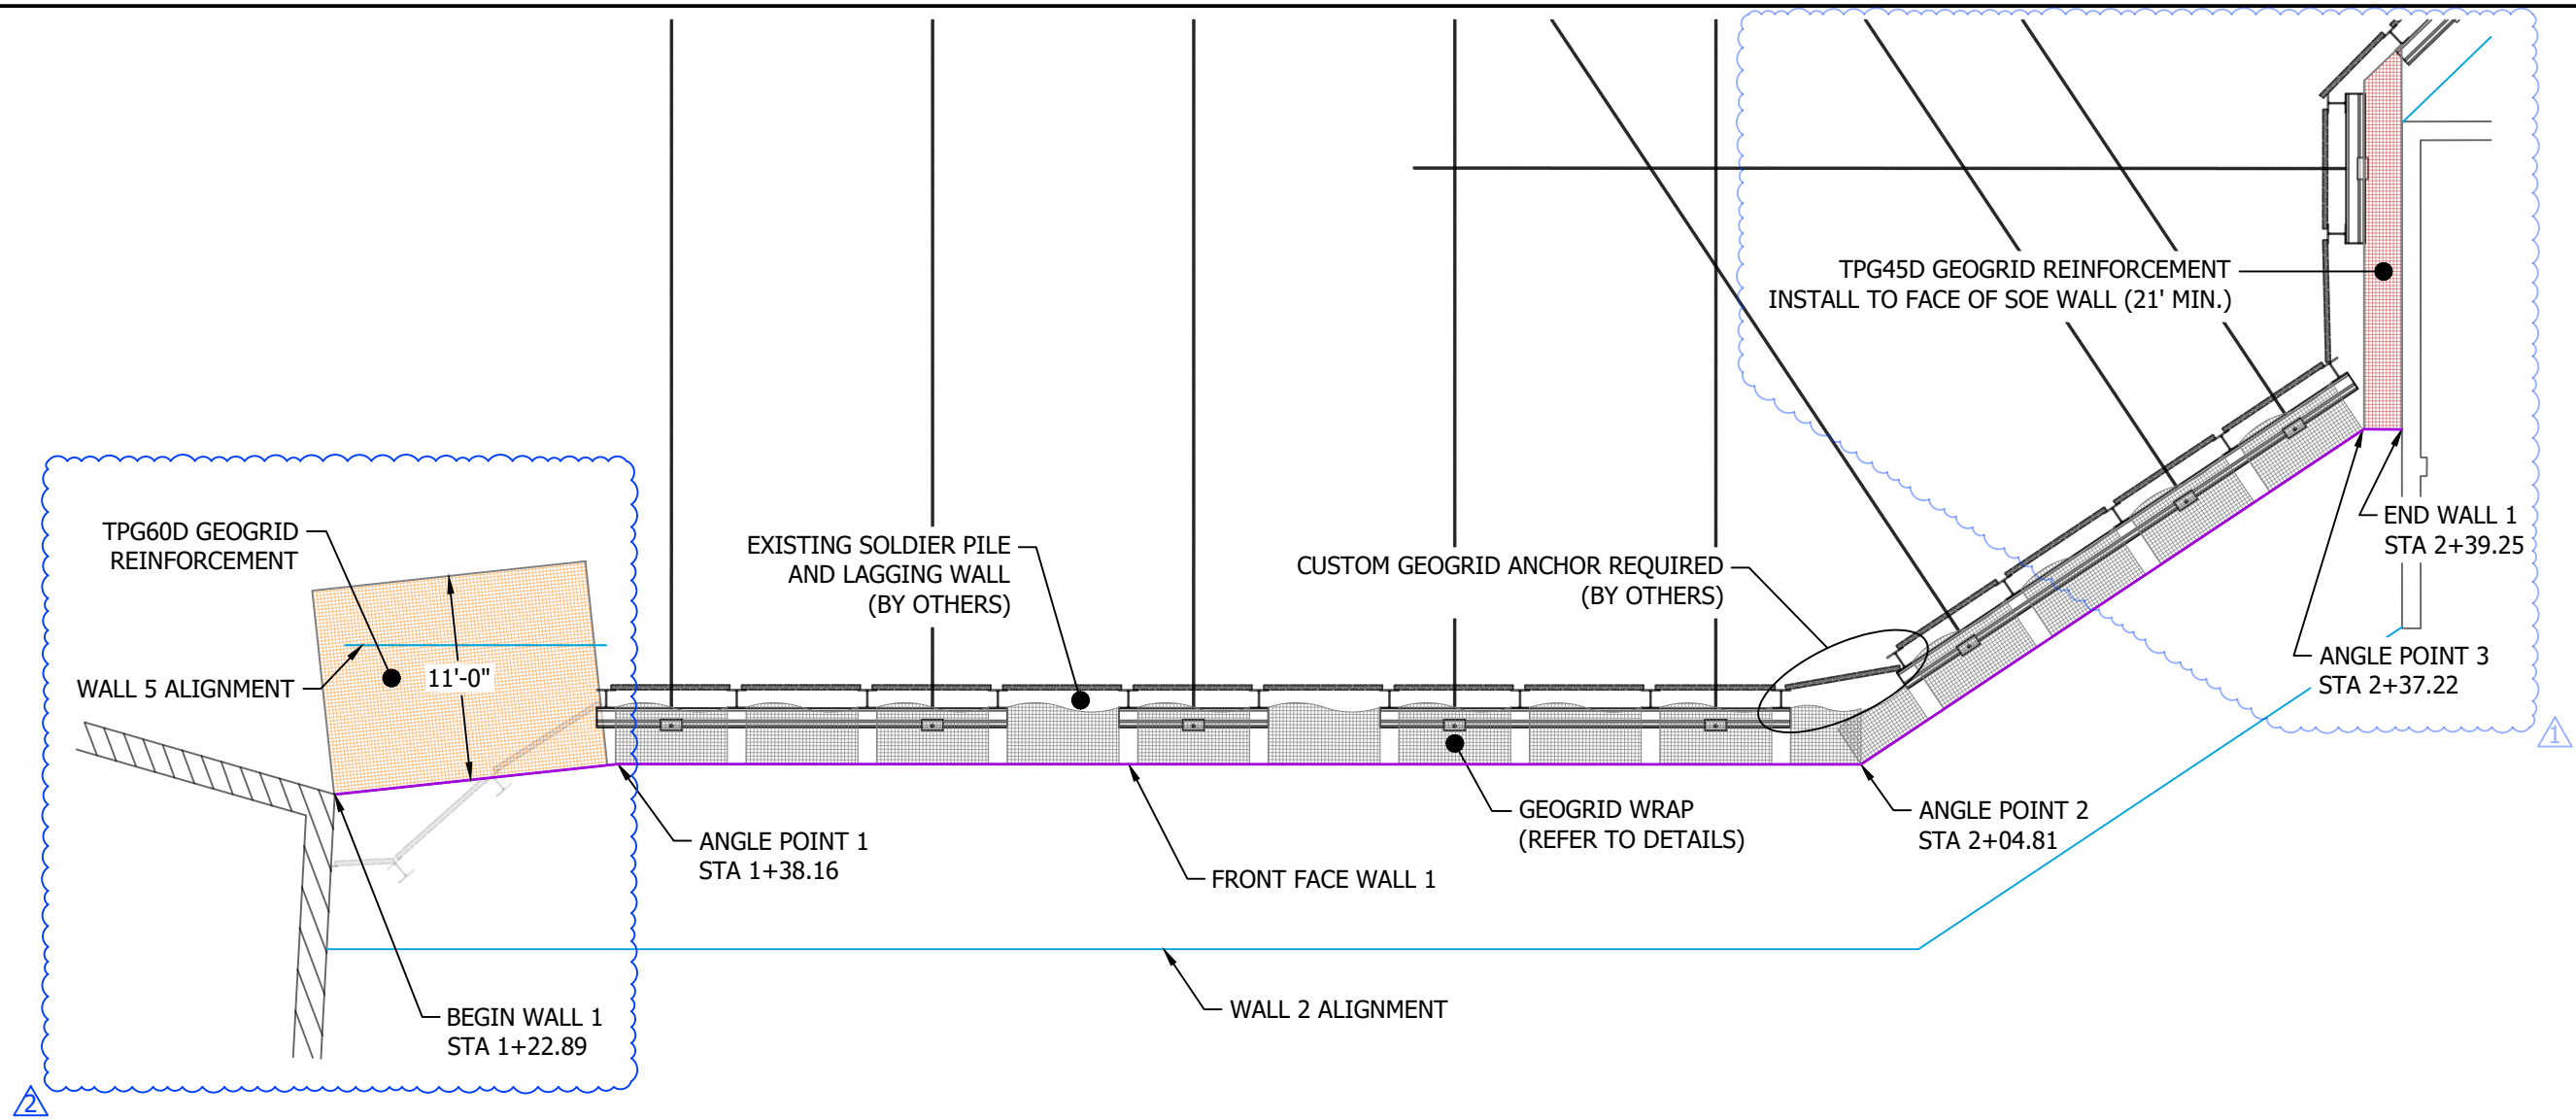 TPG45D GEOGRID REINFORCEMENT
INSTALL TO FACE OF SOE WALL (21' MIN.)
TPG60D GEOGRID
REINFORCEMENT
11'-0"
WALL 5 ALIGNMENT
EXISTING SOLDIER PILE
AND LAGGING WALL
(BY OTHERS)
CUSTOM GEOGRID ANCHOR REQUIRED
(BY OTHERS)
END WALL 1
STA 2+39.25
ANGLE POINT 3
STA 2+37.22
1
ANGLE POINT 1
STA 1+38.16
FRONT FACE WALL 1
GEOGRID WRAP
(REFER TO DETAILS)
ANGLE POINT 2
STA 2+04.81
BEGIN WALL 1
STA 1+22.89
WALL 2 ALIGNMENT
2